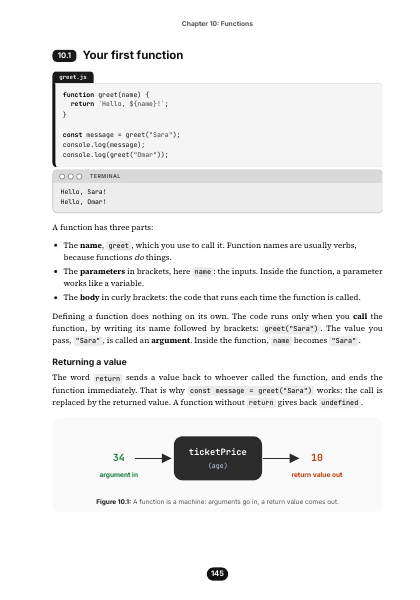 Chapter 10: Functions
10.1 Your first function
greet.js
function greet(name) {
  return `Hello, ${name}!`;
}
const message = greet("Sara");
console.log(message);
console.log(greet("Omar"));
TERMINAL
Hello, Sara!
Hello, Omar!
A function has three parts:
• The name, greet, which you use to call it. Function names are usually verbs,
because functions do things.
• The parameters in brackets, here name: the inputs. Inside the function, a parameter
works like a variable.
• The body in curly brackets: the code that runs each time the function is called.
Defining a function does nothing on its own. The code runs only when you call the
function, by writing its name followed by brackets: greet("Sara"). The value you
pass, "Sara", is called an argument. Inside the function, name becomes "Sara".
Returning a value
The word return sends a value back to whoever called the function, and ends the
function immediately. That is why const message = greet("Sara") works: the call is
replaced by the returned value. A function without return gives back undefined.
34
argument in
ticketPrice
(age)
10
return value out
Figure 10.1: A function is a machine: arguments go in, a return value comes out.
145